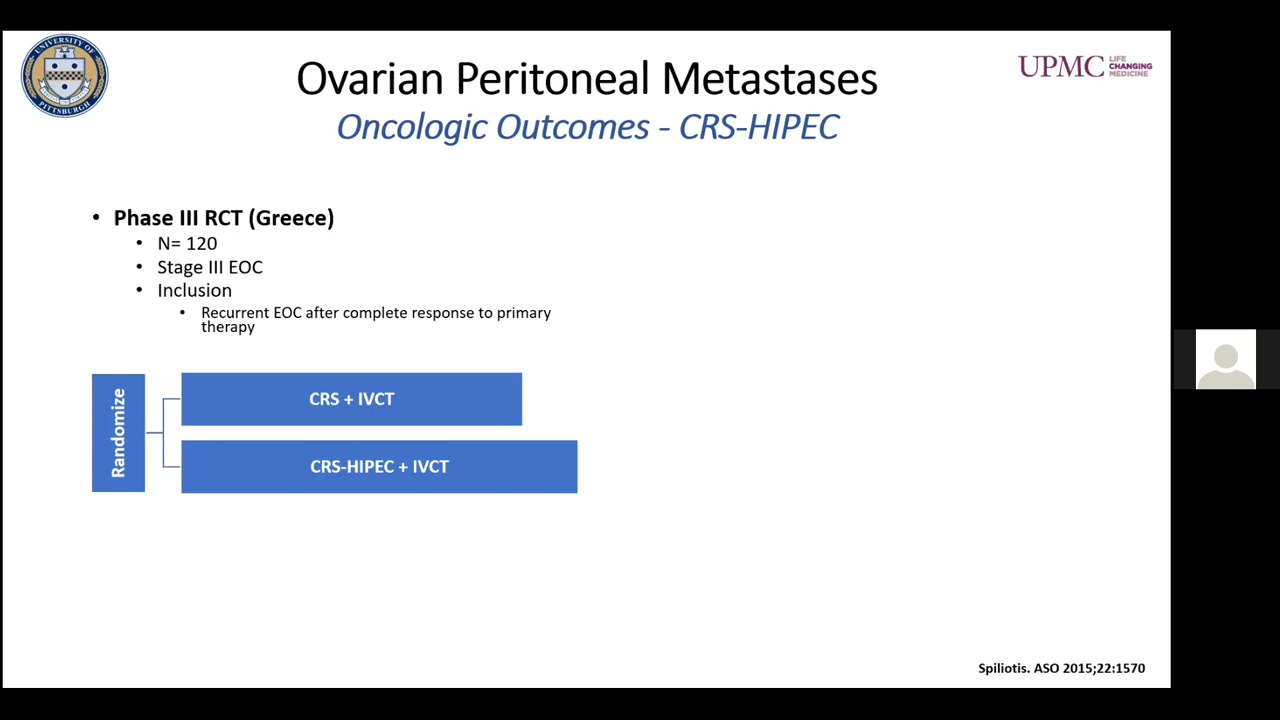 UNIVERSITY OF
PITTSBURGH
UPMC LIFE
CHANGING
MEDICINE
Ovarian Peritoneal Metastases
Oncologic Outcomes - CRS-HIPEC
• Phase III RCT (Greece)
• N= 120
• Stage III EOC
• Inclusion
• Recurrent EOC after complete response to primary
therapy
Randomize
CRS + IVCT
CRS-HIPEC + IVCT
Spiliotis. ASO 2015;22:1570